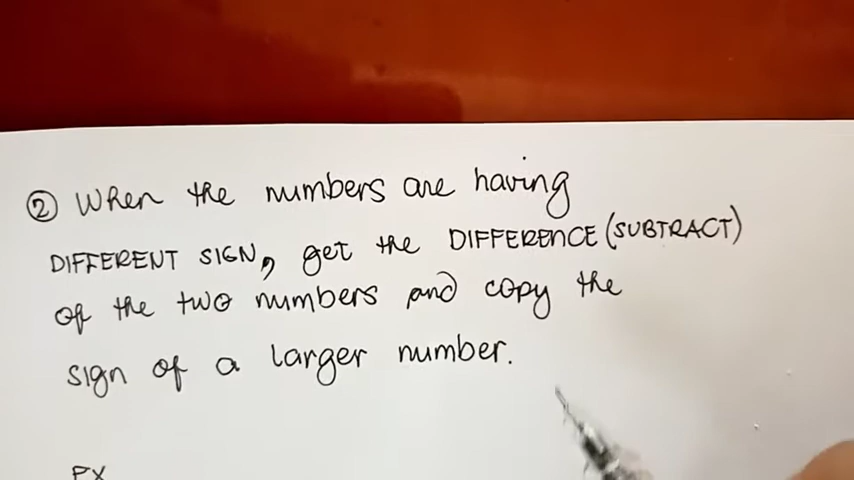 ② When the numbers are having
DIFFERENT SIGN, get the DIFFERENCE (SUBTRACT)
of the two numbers and copy the
sign of a larger number.
EX